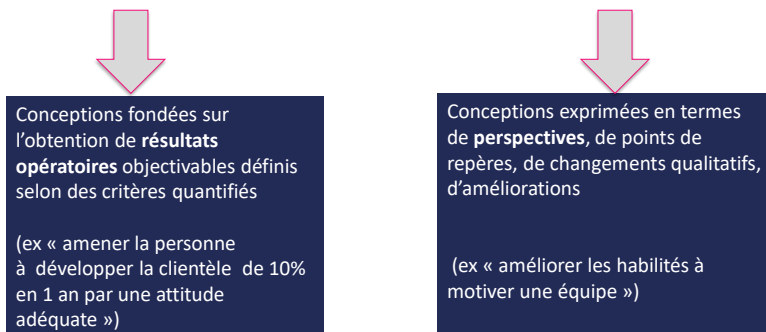 Conceptions fondées sur
l’obtention de résultats
opératoires objectivables définis
selon des critères quantifiés
(ex « amener la personne
à développer la clientèle de 10%
en 1 an par une attitude
adéquate »)
Conceptions exprimées en termes
de perspectives, de points de
repères, de changements qualitatifs,
d’améliorations
(ex « améliorer les habilités à
motiver une équipe »)